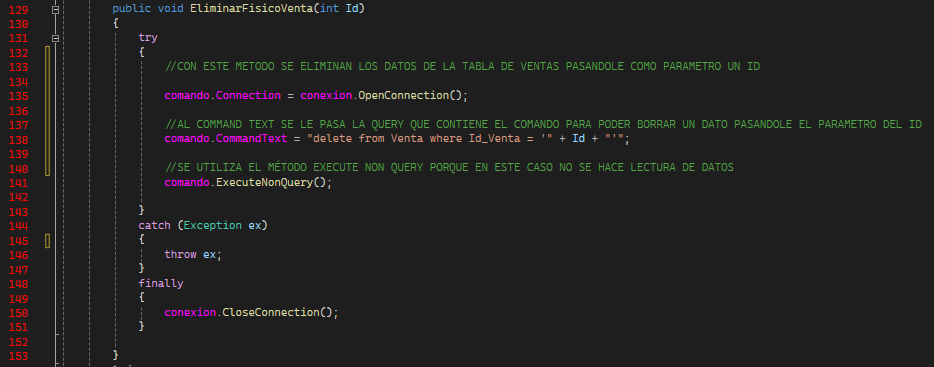 129 public void EliminarFisicoVenta(int Id)
130 {
131 try
132 {
133 //CON ESTE METODO SE ELIMINAN LOS DATOS DE LA TABLA DE VENTAS PASANDOLE COMO PARAMETRO UN ID
134
135 comando.Connection = conexion.OpenConnection();
136
137 //AL COMMAND TEXT SE LE PASA LA QUERY QUE CONTIENE EL COMANDO PARA PODER BORRAR UN DATO PASANDOLE EL PARAMETRO DEL ID
138 comando.CommandText = "delete from Venta where Id_Venta = '" + Id + "'";
139
140 //SE UTILIZA EL MÉTODO EXECUTE NON QUERY PORQUE EN ESTE CASO NO SE HACE LECTURA DE DATOS
141 comando.ExecuteNonQuery();
142
143 }
144 catch (Exception ex)
145 {
146 throw ex;
147 }
148 finally
149 {
150 conexion.CloseConnection();
151 }
152
153 }